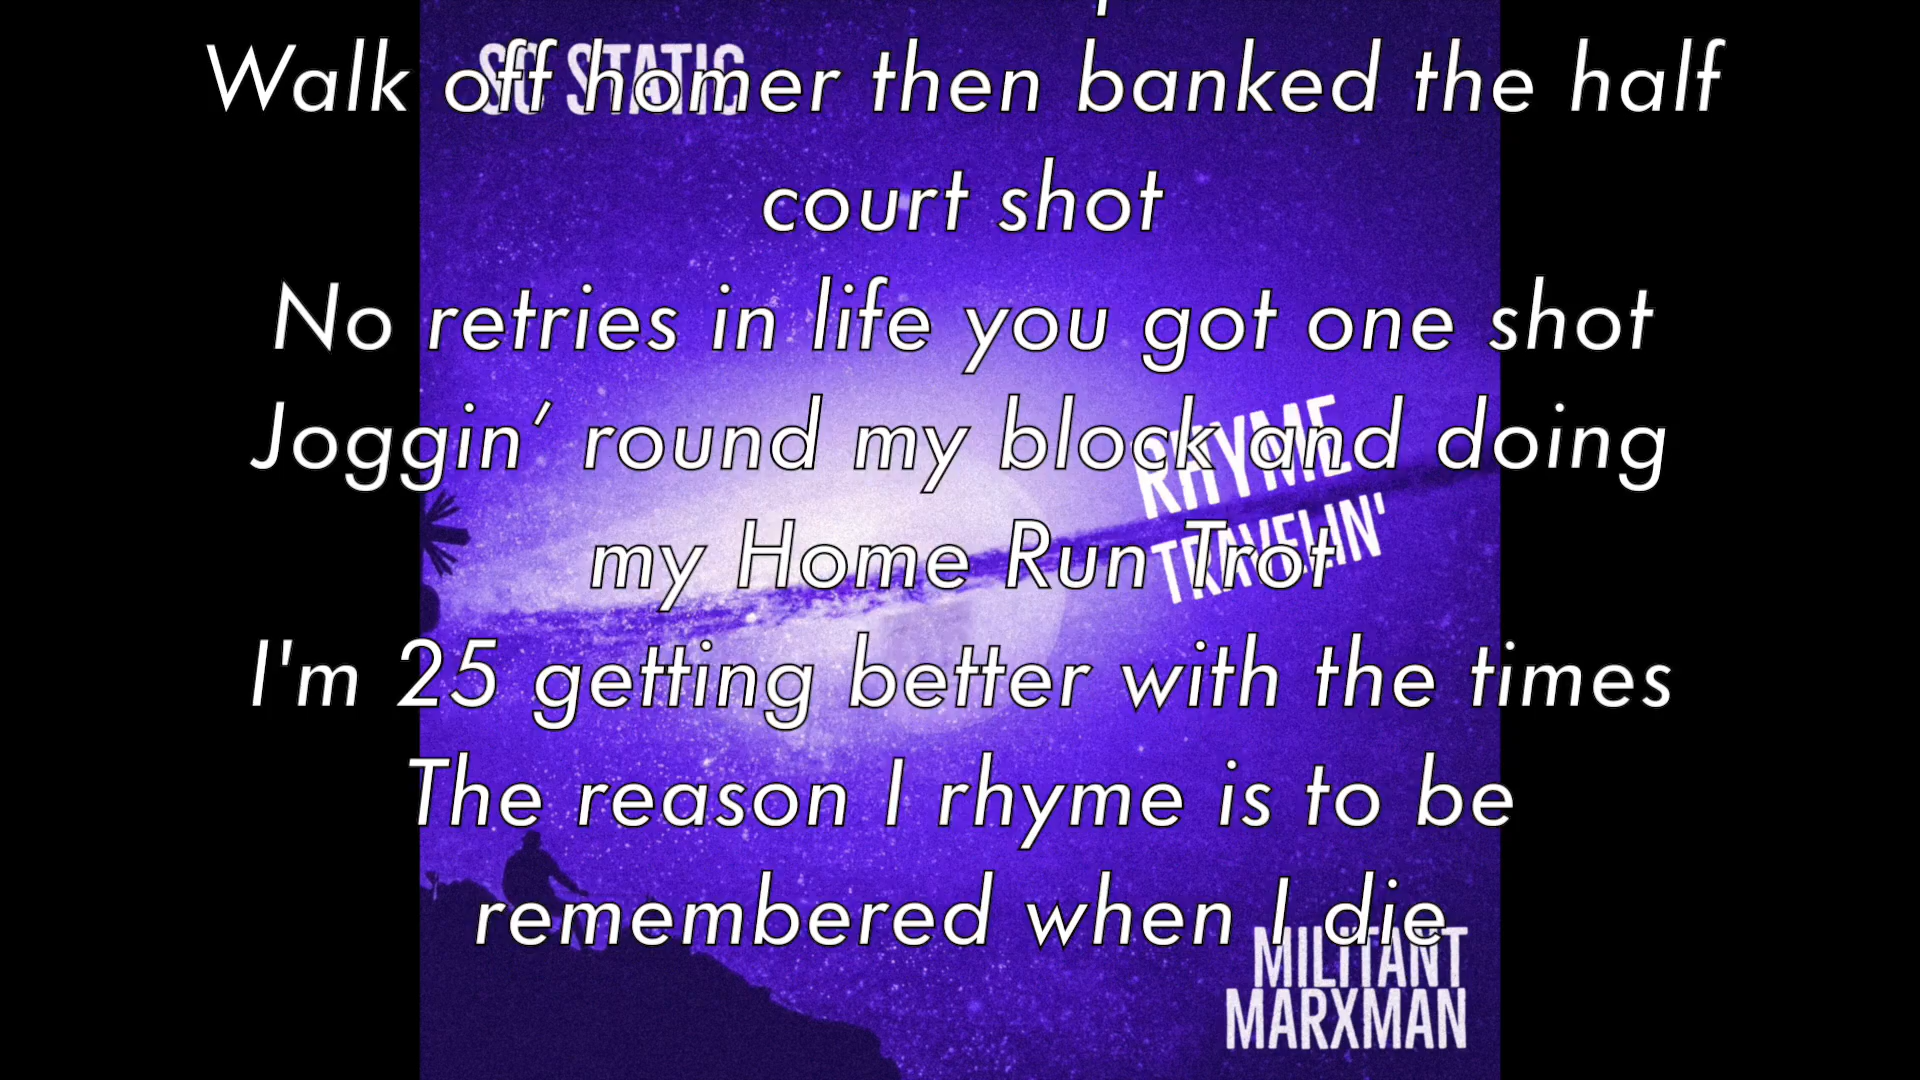 Walk off homer then banked the half
court shot
No retries in life you got one shot
Joggin’ round my block and doing
my Home Run Trot
I'm 25 getting better with the times
The reason I rhyme is to be
remembered when I die
SO STATIC
RHYME
TRAVELIN'
MILITANT
MARXMAN